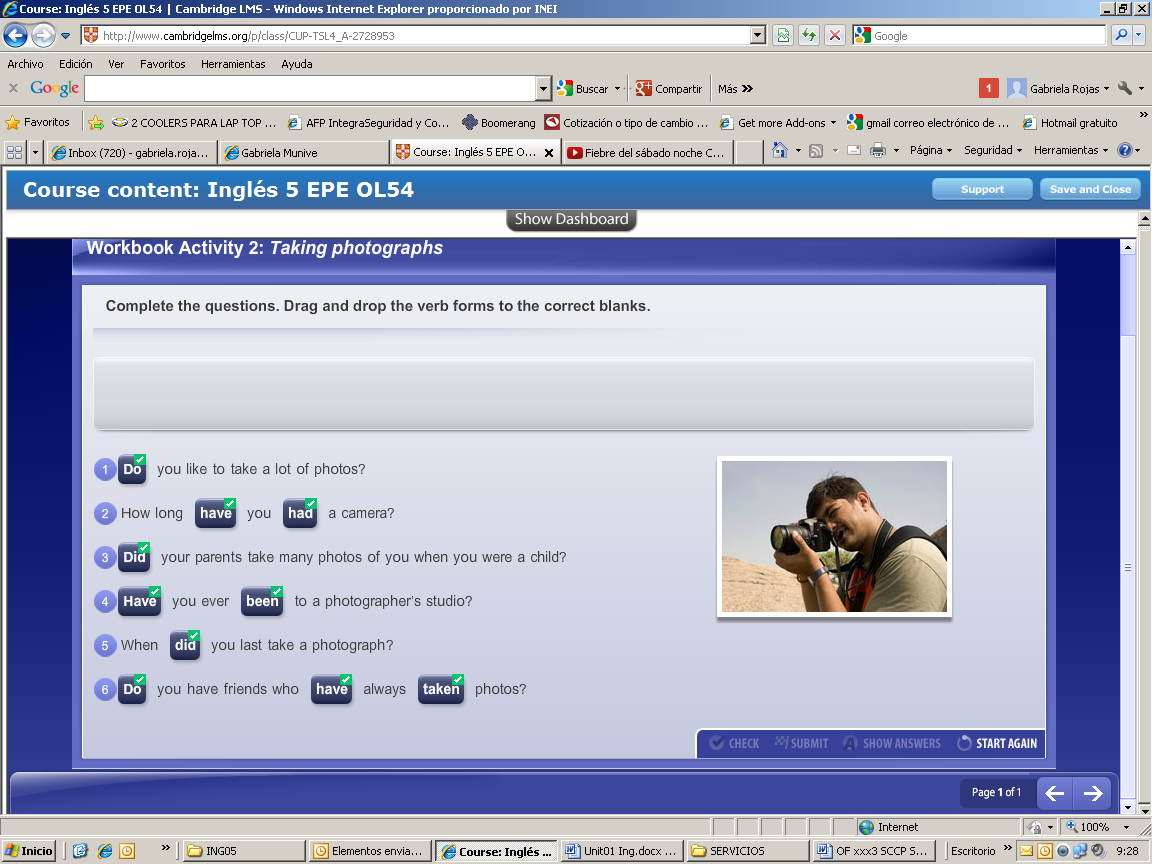 Course: Inglés 5 EPE OL54 | Cambridge LMS - Windows Internet Explorer proporcionado por INEI
http://www.cambridgelms.org/p/class/CUP-TSL4_A-2728953
Google
Archivo Edición Ver Favoritos Herramientas Ayuda
x Google Buscar Compartir Más » 1 Gabriela Rojas
Favoritos 2 COOLERS PARA LAP TOP ... AFP IntegraSeguridad y Co... Boomerang Cotización o tipo de cambio ... Get more Add-ons gmail correo electrónico de ... Hotmail gratuito »
Inbox (720) - gabriela.roja... Gabriela Munive Course: Inglés 5 EPE O... Fiebre del sábado noche C... Página Seguridad Herramientas
Course content: Inglés 5 EPE OL54 Support Save and Close
Show Dashboard
Workbook Activity 2: Taking photographs
Complete the questions. Drag and drop the verb forms to the correct blanks.
1 Do you like to take a lot of photos?
2 How long have you had a camera?
3 Did your parents take many photos of you when you were a child?
4 Have you ever been to a photographer's studio?
5 When did you last take a photograph?
6 Do you have friends who have always taken photos?
CHECK SUBMIT SHOW ANSWERS START AGAIN
Page 1 of 1
Internet 100%
Inicio » ING05 Elementos envia... Course: Inglés ... Unit01 Ing.docx ... SERVICIOS OF xxx3 SCCP S... Escritorio » 9:28